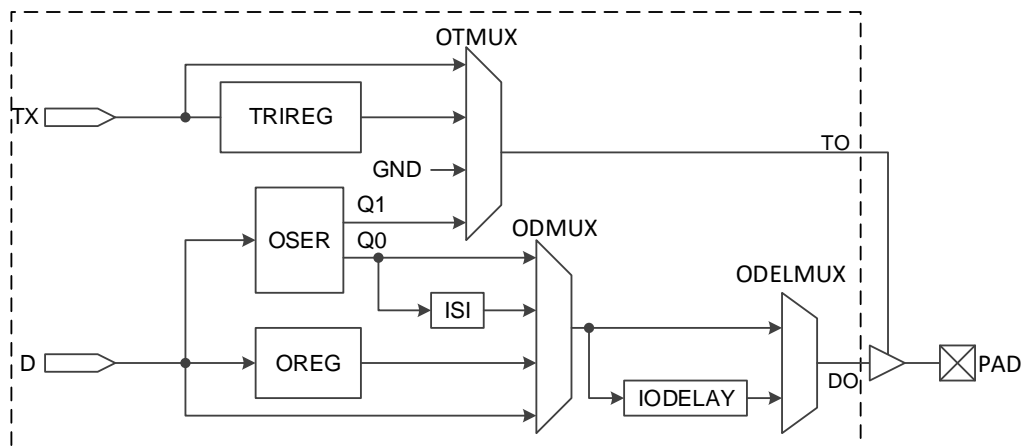 OTMUX
TX
TRIREG
TO
GND
Q1
OSER
Q0
ODMUX
ODELMUX
ISI
D
OREG
DO
PAD
IODELAY